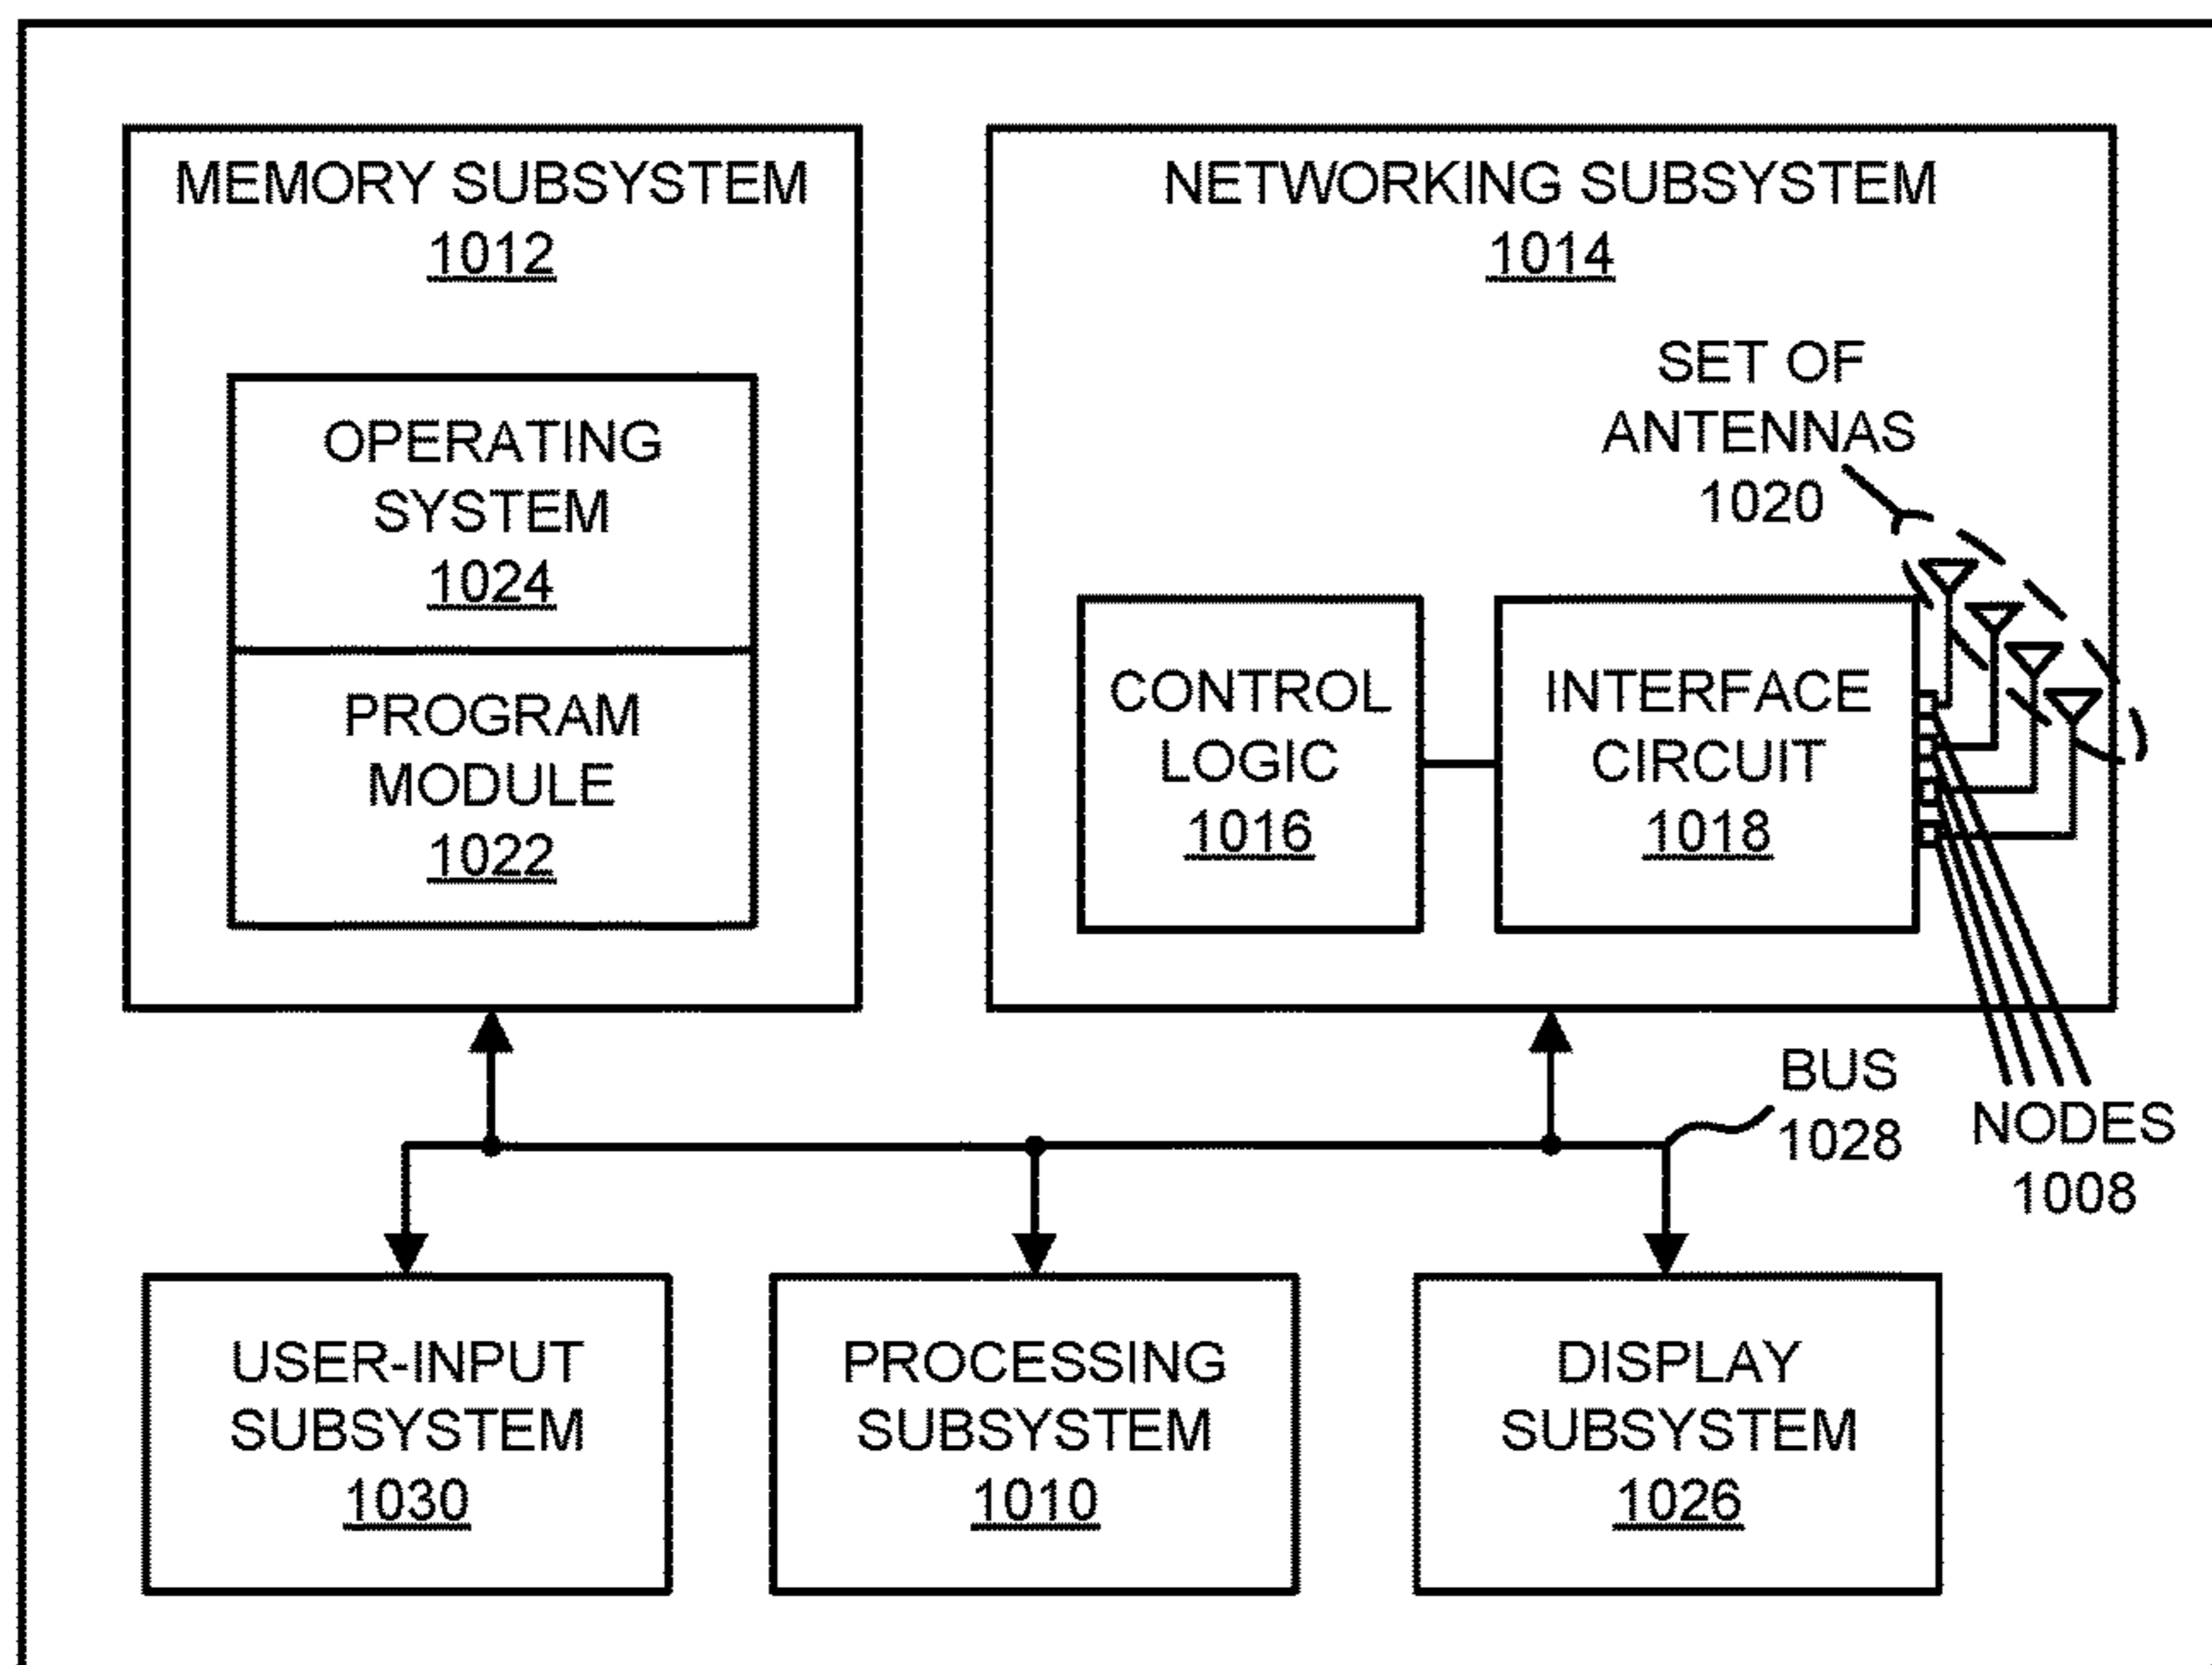 MEMORY SUBSYSTEM
1012
OPERATING
SYSTEM
1024
PROGRAM
MODULE
1022
NETWORKING SUBSYSTEM
1014
SET OF
ANTENNAS
1020
CONTROL
LOGIC
1016
INTERFACE
CIRCUIT
1018
BUS
1028
NODES
1008
USER-INPUT
SUBSYSTEM
1030
PROCESSING
SUBSYSTEM
1010
DISPLAY
SUBSYSTEM
1026